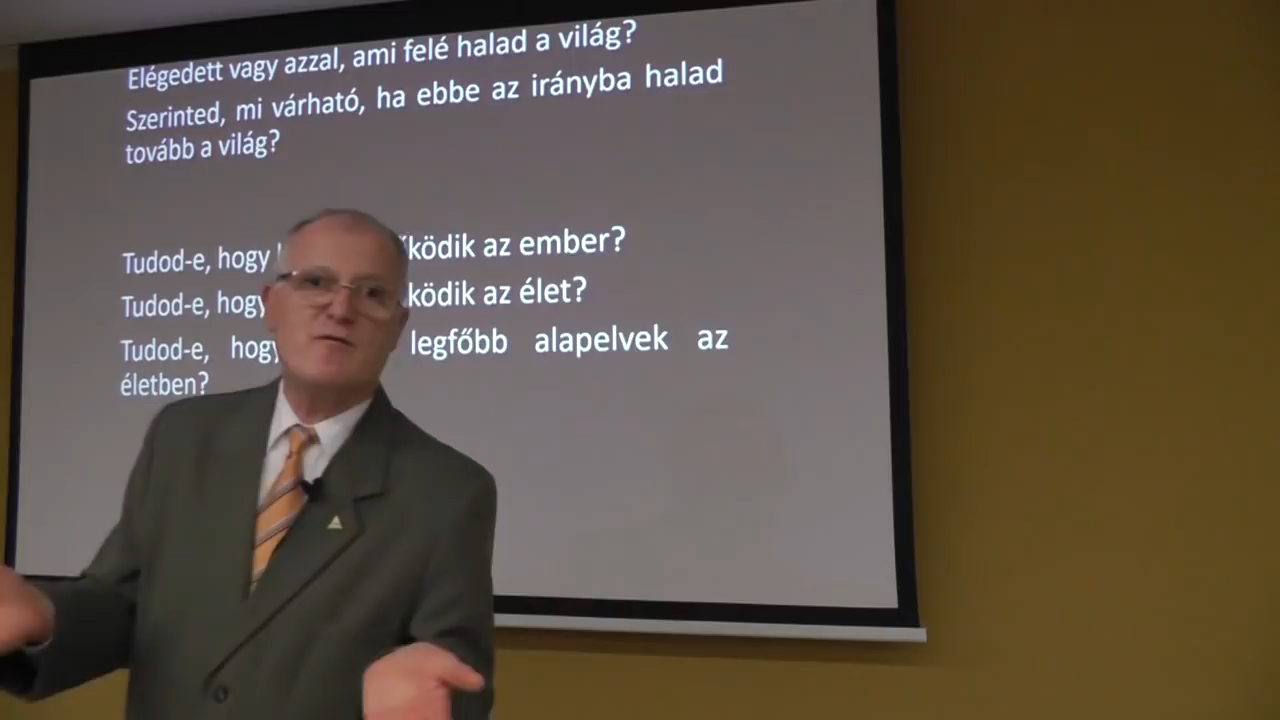 Elégedett vagy azzal, ami felé halad a világ?
Szerinted, mi várható, ha ebbe az irányba halad
tovább a világ?
Tudod-e, hogy ködik az ember?
Tudod-e, hogy ködik az élet?
Tudod-e, hogy legfőbb alapelvek az
életben?